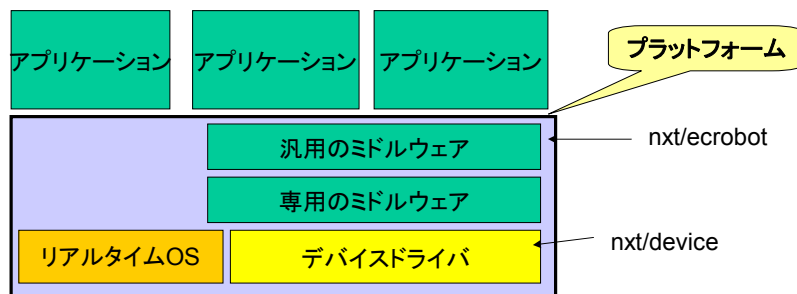 アプリケーション
アプリケーション
アプリケーション
プラットフォーム
汎用のミドルウェア
nxt/ecrobot
専用のミドルウェア
リアルタイムOS
デバイスドライバ
nxt/device